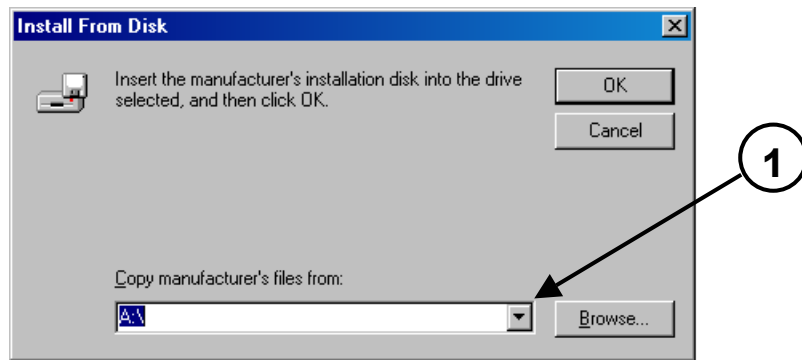 Install From Disk
Insert the manufacturer's installation disk into the drive
selected, and then click OK.
OK
Cancel
1
Copy manufacturer's files from:
A:\
Browse...